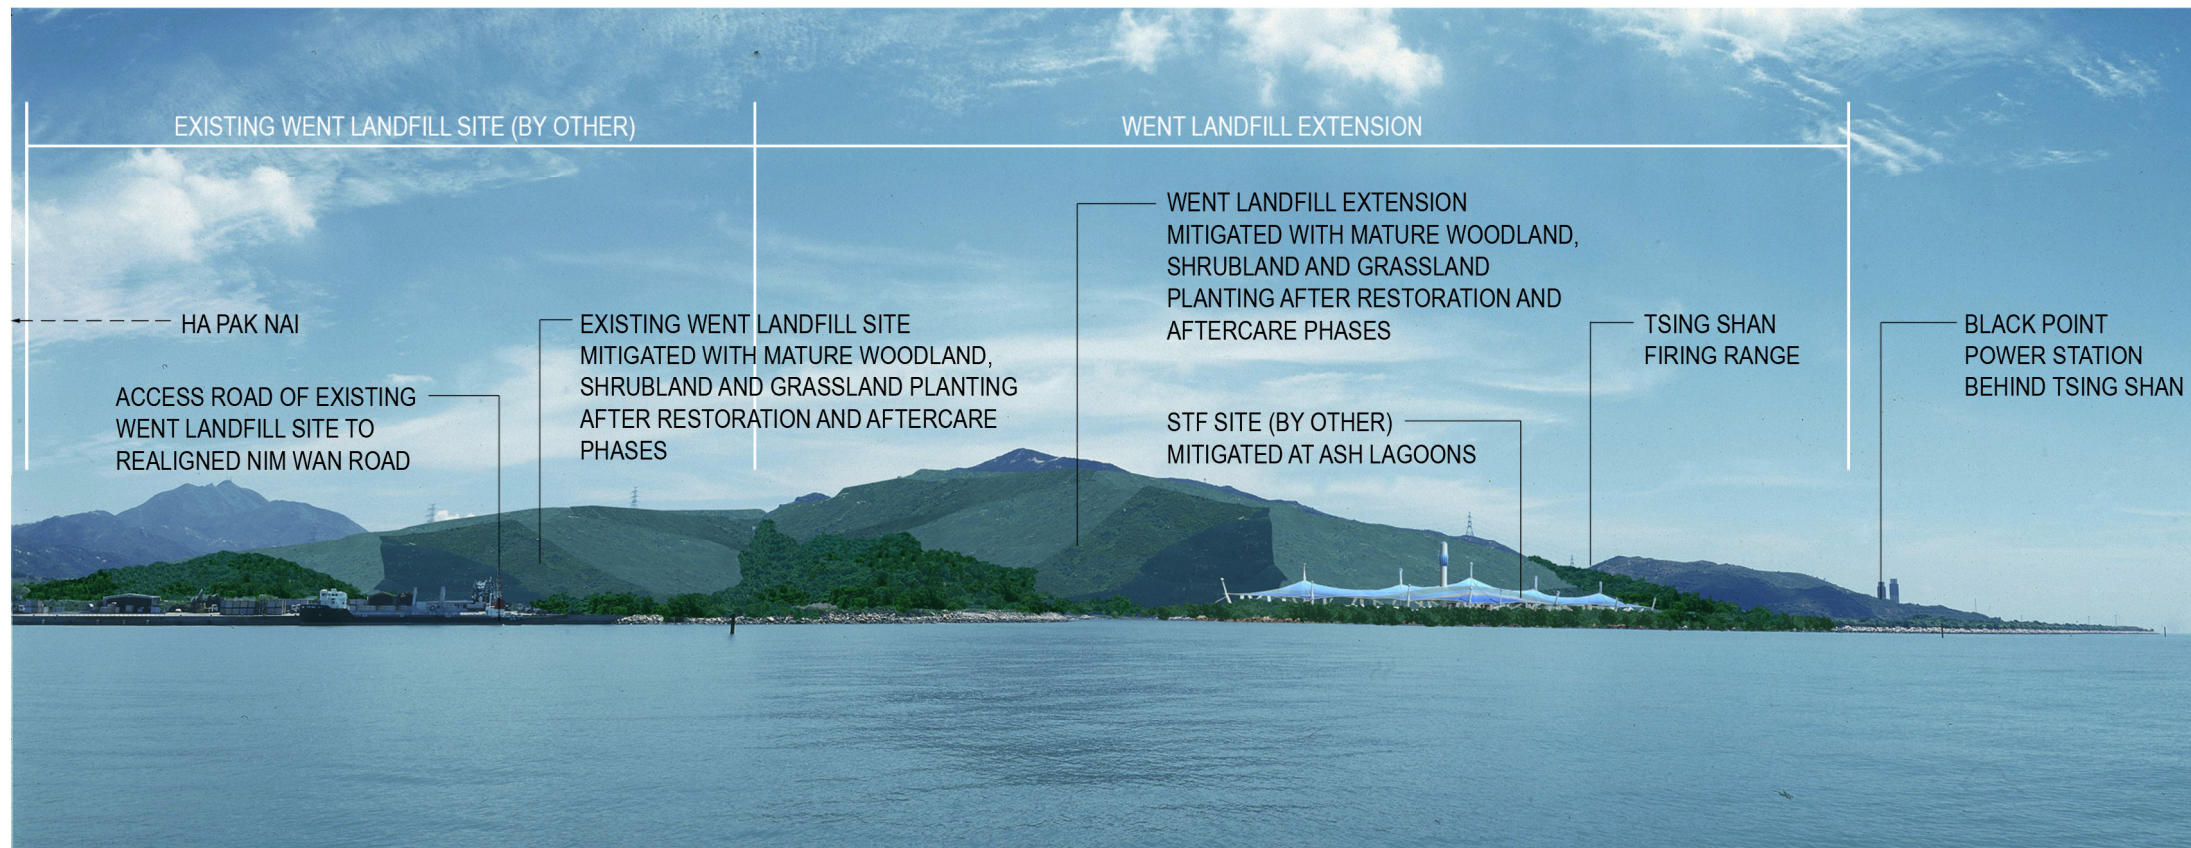 EXISTING WENT LANDFILL SITE (BY OTHER)
WENT LANDFILL EXTENSION
WENT LANDFILL EXTENSION
MITIGATED WITH MATURE WOODLAND,
SHRUBLAND AND GRASSLAND
PLANTING AFTER RESTORATION AND
AFTERCARE PHASES
HA PAK NAI
EXISTING WENT LANDFILL SITE
MITIGATED WITH MATURE WOODLAND,
SHRUBLAND AND GRASSLAND PLANTING
AFTER RESTORATION AND AFTERCARE
PHASES
TSING SHAN
FIRING RANGE
BLACK POINT
POWER STATION
BEHIND TSING SHAN
ACCESS ROAD OF EXISTING
WENT LANDFILL SITE TO
REALIGNED NIM WAN ROAD
STF SITE (BY OTHER)
MITIGATED AT ASH LAGOONS